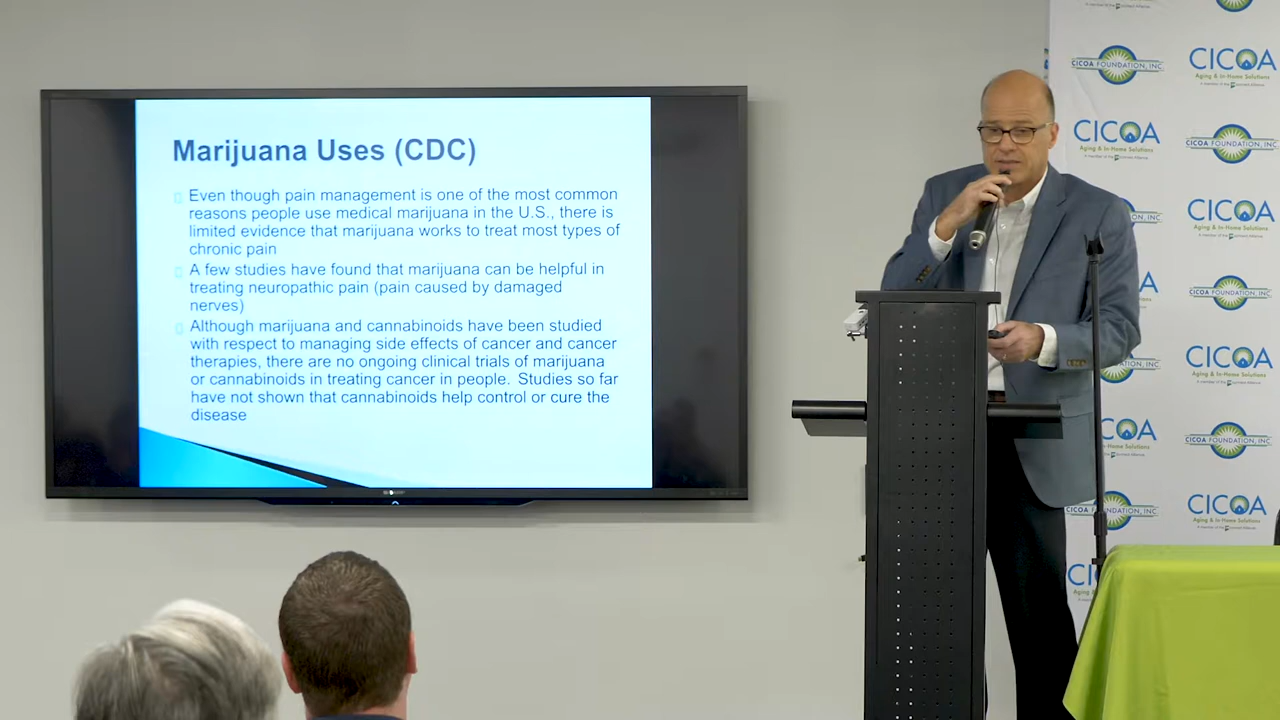 Marijuana Uses (CDC)
Even though pain management is one of the most common
reasons people use medical marijuana in the U.S., there is
limited evidence that marijuana works to treat most types of
chronic pain
A few studies have found that marijuana can be helpful in
treating neuropathic pain (pain caused by damaged
nerves)
Although marijuana and cannabinoids have been studied
with respect to managing side effects of cancer and cancer
therapies, there are no ongoing clinical trials of marijuana
or cannabinoids in treating cancer in people. Studies so far
have not shown that cannabinoids help control or cure the
disease
CICOA FOUNDATION, INC
CICOA
Aging & In-Home Solutions
CICOA
Aging & In-Home Solutions
CICOA FOUNDATION, INC
CICOA
Aging & In-Home Solutions
CICOA FOUNDATION, INC
CICOA
Aging & In-Home Solutions
CICOA FOUNDATION, INC
CICOA
Aging & In-Home Solutions